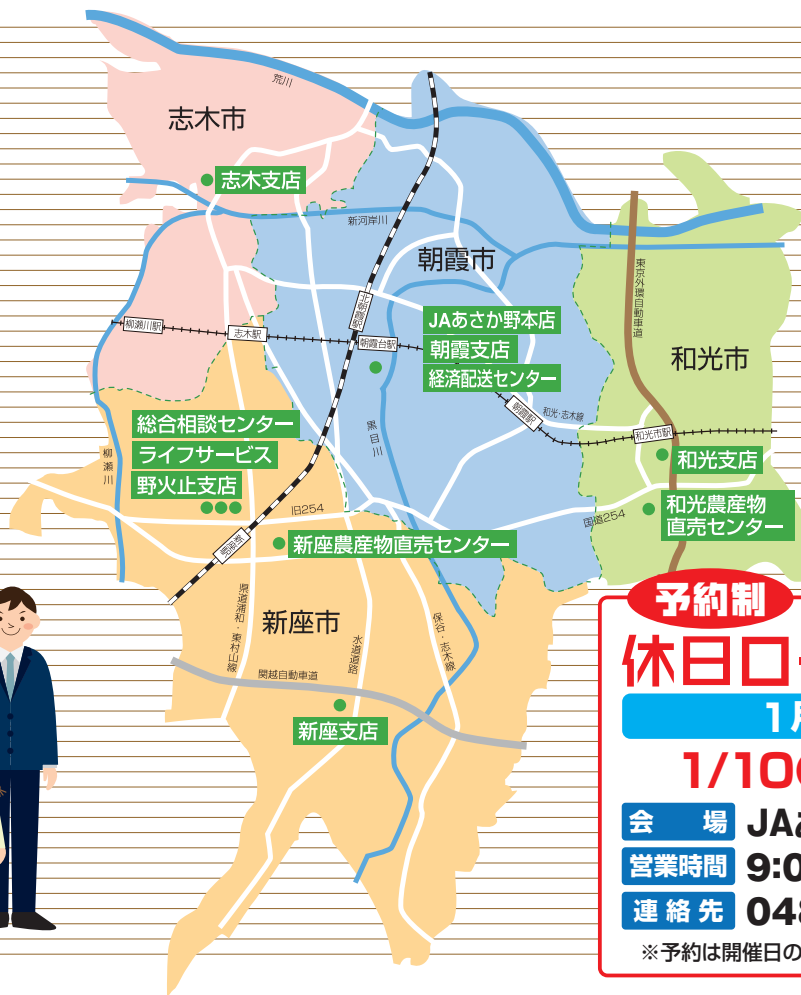 荒川
志木市
志木支店
新河岸川
朝霞市
東京外環自動車道
北朝霞駅
柳瀬川駅
志木駅
朝霞台駅
JAあさか野本店
朝霞支店
経済配送センター
和光市
朝霞駅
和光・志木線
和光市駅
黒目川
総合相談センター
ライフサービス
野火止支店
柳瀬川
和光支店
和光農産物
直売センター
旧254
国道254
新座駅
新座農産物直売センター
県道浦和・東村山線
新座市
水道道路
保谷・志木線
関越自動車道
新座支店
予約制
休日ロ
1月
1/10
会場
JAあ
営業時間
9:0
連絡先
048
※予約は開催日の